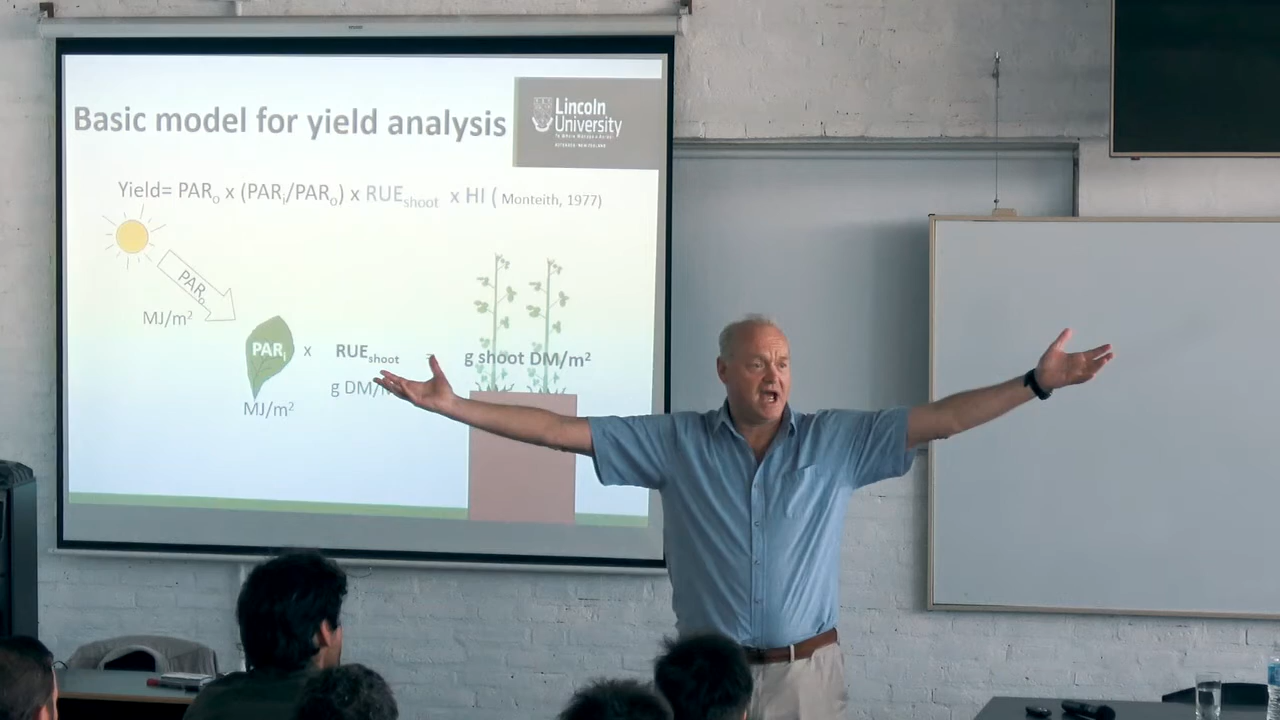 Basic model for yield analysis
Lincoln
University
Yield= PARₒ x (PARᵢ/PARₒ) x RUEshoot x HI ( Monteith, 1977)
PARₒ
MJ/m²
PARᵢ x RUEshoot g shoot DM/m²
g DM/
MJ/m²